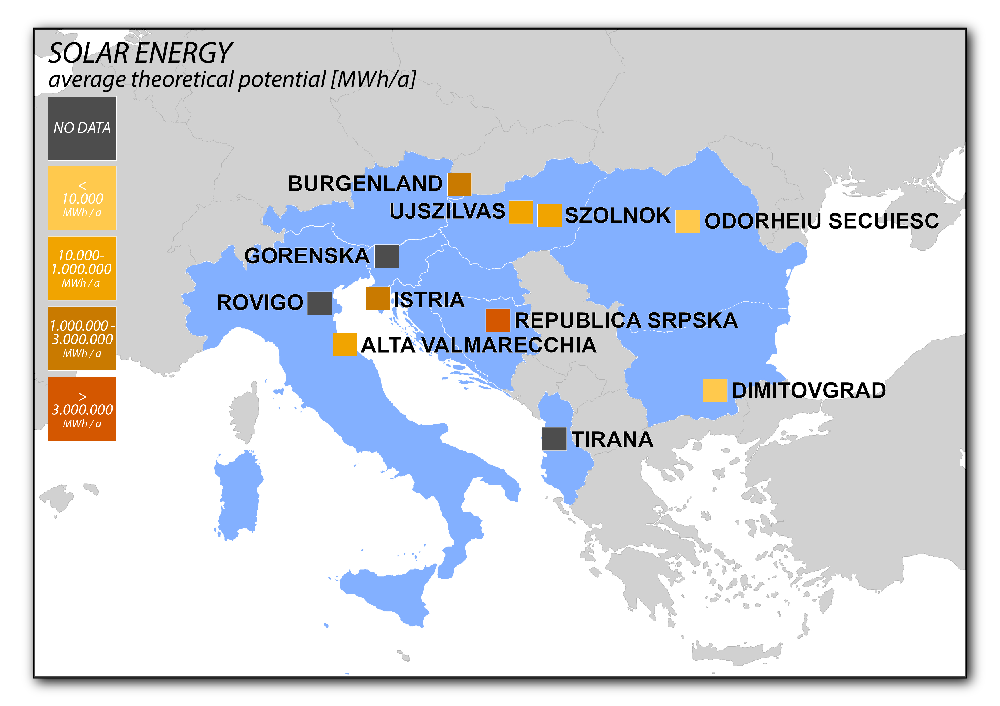 SOLAR ENERGY
average theoretical potential [MWh/a]
NO DATA
<
10.000
MWh / a
10.000-
1.000.000
MWh / a
1.000.000 -
3.000.000
MWh / a
>
3.000.000
MWh / a
BURGENLAND
UJSZILVAS
SZOLNOK
ODORHEIU SECUIESC
GORENSKA
ROVIGO
ISTRIA
REPUBLICA SRPSKA
ALTA VALMARECCHIA
DIMITOVGRAD
TIRANA